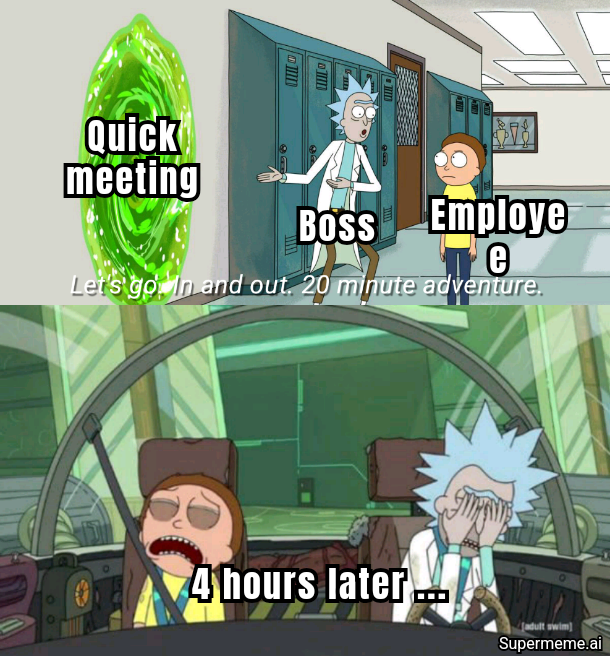 Quick
meeting
Boss
Employe
e
Let's go. In and out. 20 minute adventure.
4 hours later ...
[adult swim]
Supermeme.ai